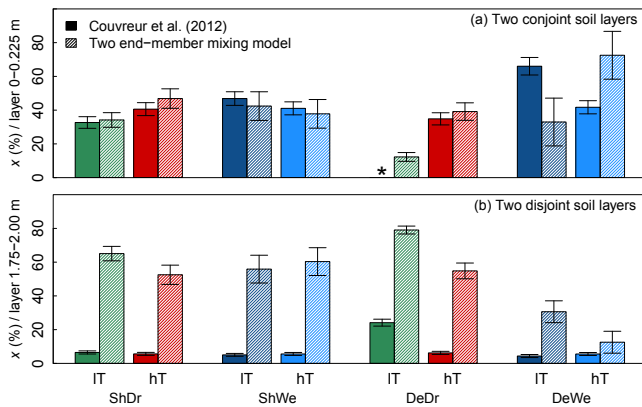 (a) Two conjoint soil layers
Couvreur et al. (2012)
Two end−member mixing model
x (%) / layer 0−0.225 m
80
60
40
20
0
*
(b) Two disjoint soil layers
x (%) / layer 1.75−2.00 m
80
60
40
20
0
lT hT lT hT lT hT lT hT
ShDr ShWe DeDr DeWe